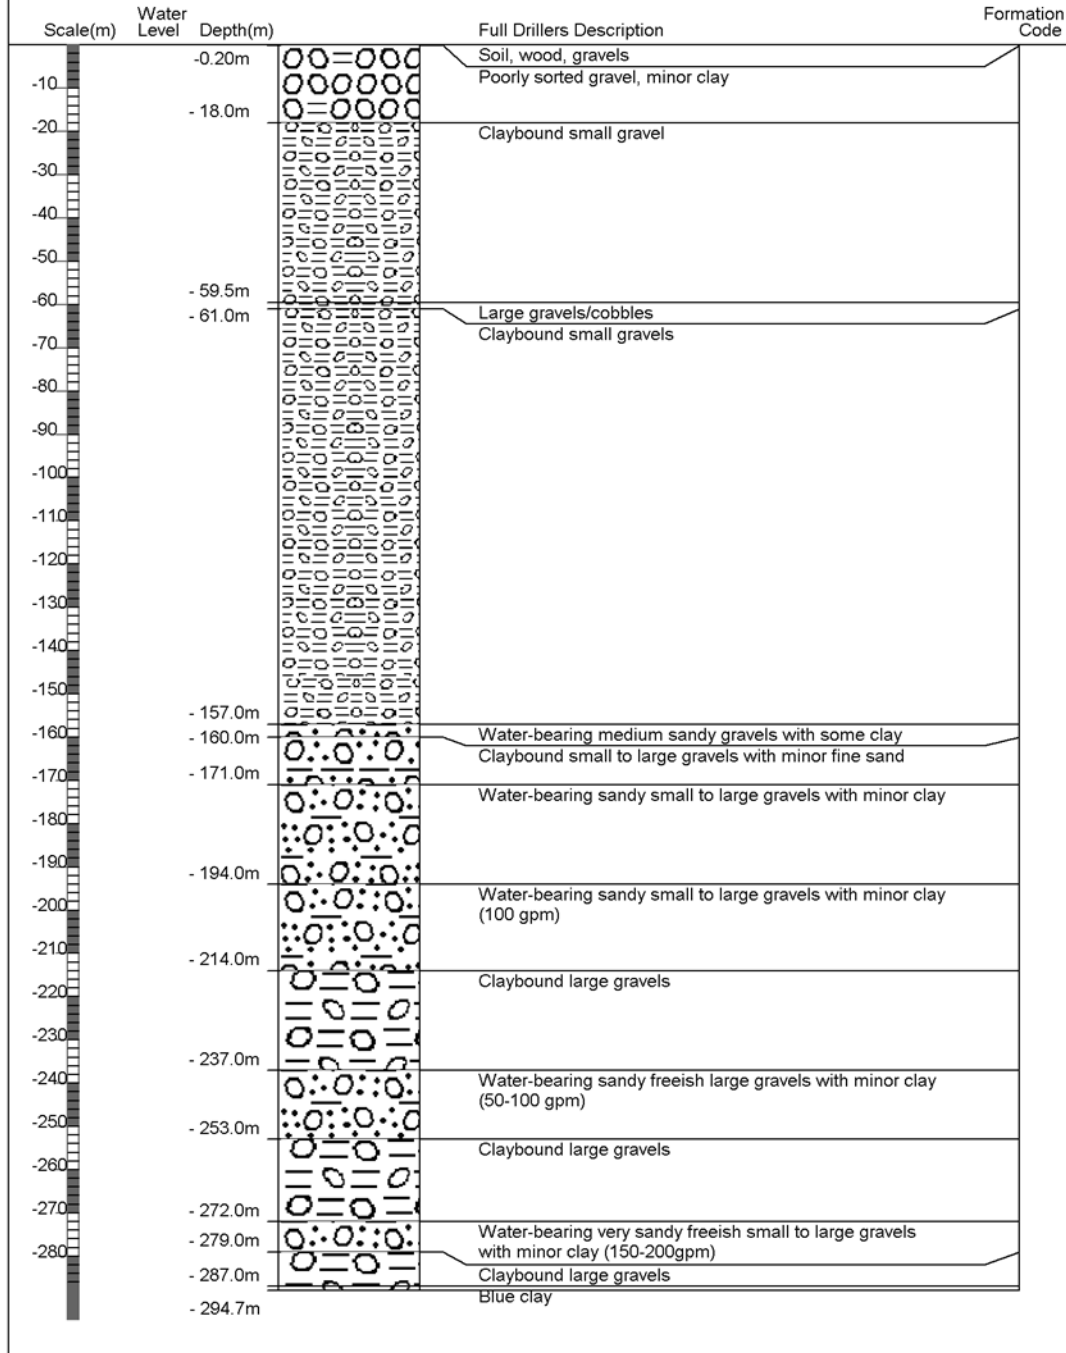 Scale(m) Water Level Depth(m) Full Drillers Description Formation Code
-0.20m Soil, wood, gravels
Poorly sorted gravel, minor clay
-10
- 18.0m
-20 Claybound small gravel
-30
-40
-50
- 59.5m
-60
- 61.0m Large gravels/cobbles
Claybound small gravels
-70
-80
-90
-100
-110
-120
-130
-140
-150
- 157.0m
-160 Water-bearing medium sandy gravels with some clay
- 160.0m
Claybound small to large gravels with minor fine sand
-170 - 171.0m
Water-bearing sandy small to large gravels with minor clay
-180
-190
- 194.0m
Water-bearing sandy small to large gravels with minor clay
-200
(100 gpm)
-210
- 214.0m
Claybound large gravels
-220
-230
- 237.0m
-240 Water-bearing sandy freeish large gravels with minor clay
(50-100 gpm)
-250
- 253.0m
Claybound large gravels
-260
-270 - 272.0m
Water-bearing very sandy freeish small to large gravels
- 279.0m
-280 with minor clay (150-200gpm)
- 287.0m Claybound large gravels
Blue clay
- 294.7m